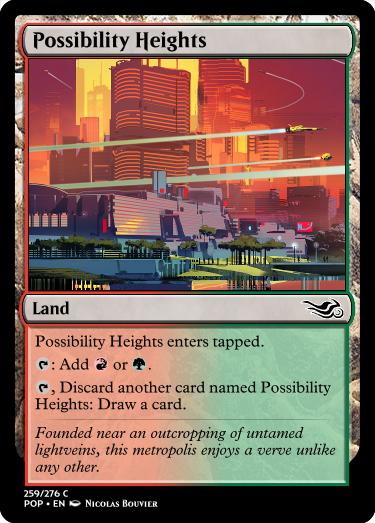 Possibility Heights
Land
Possibility Heights enters tapped.
: Add or .
, Discard another card named Possibility
Heights: Draw a card.
Founded near an outcropping of untamed
lightveins, this metropolis enjoys a verve unlike
any other.
259/276 C
POP • EN Nicolas Bouvier